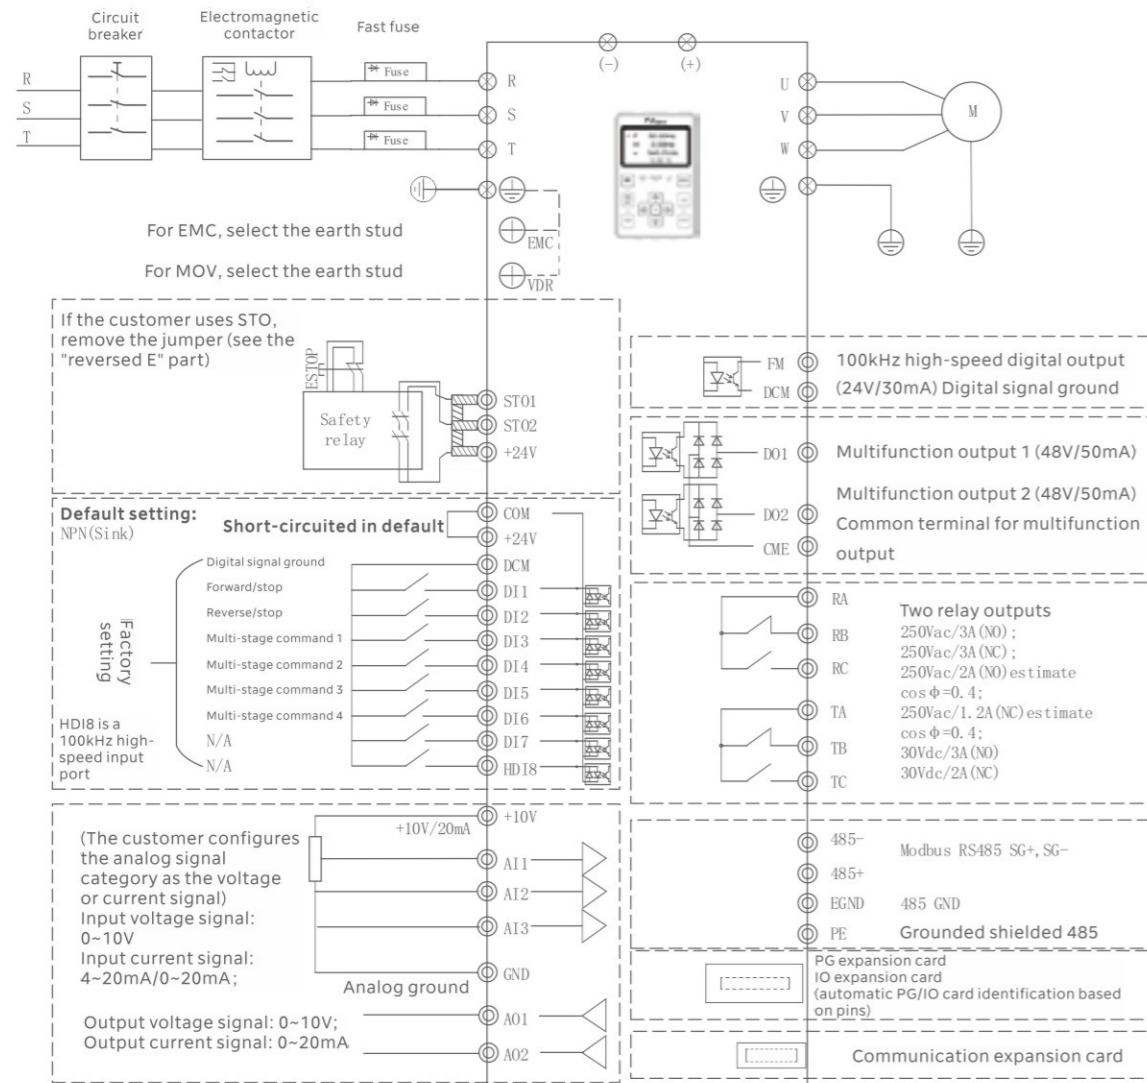 Circuit
breaker
Electromagnetic
contactor
Fast fuse
R
S
T
Fuse
Fuse
Fuse
R
S
T
(-)
(+)
U
V
W
M
For EMC, select the earth stud
EMC
For MOV, select the earth stud
VDR
If the customer uses STO,
remove the jumper (see the
"reversed E" part)
ESTOP
Safety
relay
STO1
STO2
+24V
Default setting:
NPN(Sink)
Short-circuited in default
COM
+24V
Digital signal ground
DCM
Forward/stop
DI1
Reverse/stop
DI2
Multi-stage command 1
DI3
Multi-stage command 2
DI4
Multi-stage command 3
DI5
Multi-stage command 4
DI6
N/A
DI7
N/A
HDI8
Factory
setting
HDI8 is a
100kHz high-
speed input
port
+10V/20mA
+10V
(The customer configures
the analog signal
category as the voltage
or current signal)
Input voltage signal:
0~10V
Input current signal:
4~20mA/0~20mA;
AI1
AI2
AI3
GND
Analog ground
Output voltage signal: 0~10V;
Output current signal: 0~20mA
AO1
AO2
FM
100kHz high-speed digital output
DCM
(24V/30mA) Digital signal ground
DO1
Multifunction output 1 (48V/50mA)
Multifunction output 2 (48V/50mA)
DO2
Common terminal for multifunction
CME
output
RA
RB
RC
TA
TB
TC
Two relay outputs
250Vac/3A(NO);
250Vac/3A(NC);
250Vac/2A(NO)estimate
cosΦ=0.4;
250Vac/1.2A(NC)estimate
cosΦ=0.4;
30Vdc/3A(NO)
30Vdc/2A(NC)
485-
Modbus RS485 SG+,SG-
485+
EGND
485 GND
PE
Grounded shielded 485
PG expansion card
IO expansion card
(automatic PG/IO card identification based
on pins)
Communication expansion card